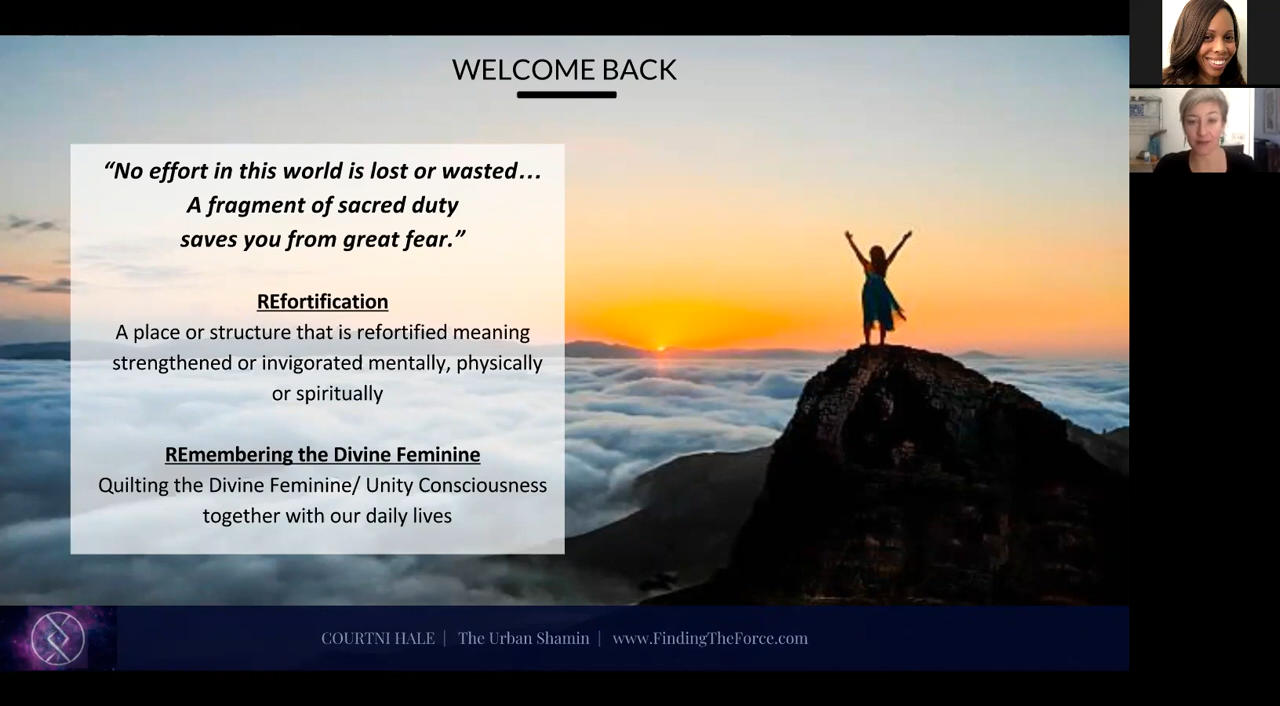 WELCOME BACK
“No effort in this world is lost or wasted…
A fragment of sacred duty
saves you from great fear.”
REfortification
A place or structure that is refortified meaning
strengthened or invigorated mentally, physically
or spiritually
REmembering the Divine Feminine
Quilting the Divine Feminine/ Unity Consciousness
together with our daily lives
COURTNI HALE | The Urban Shamin | www.FindingTheForce.com